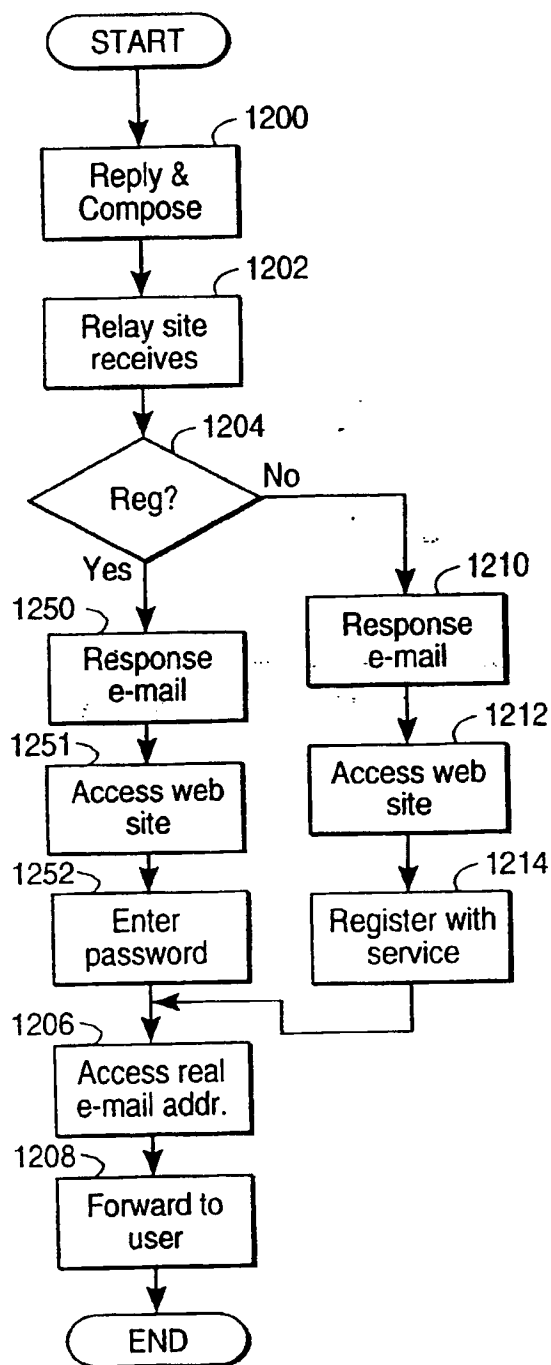 START
1200
Reply &
Compose
1202
Relay site
receives
1204
Reg?
No
Yes
1250
Response
e-mail
1210
Response
e-mail
1251
Access web
site
1212
Access web
site
1252
Enter
password
1214
Register with
service
1206
Access real
e-mail addr.
1208
Forward to
user
END